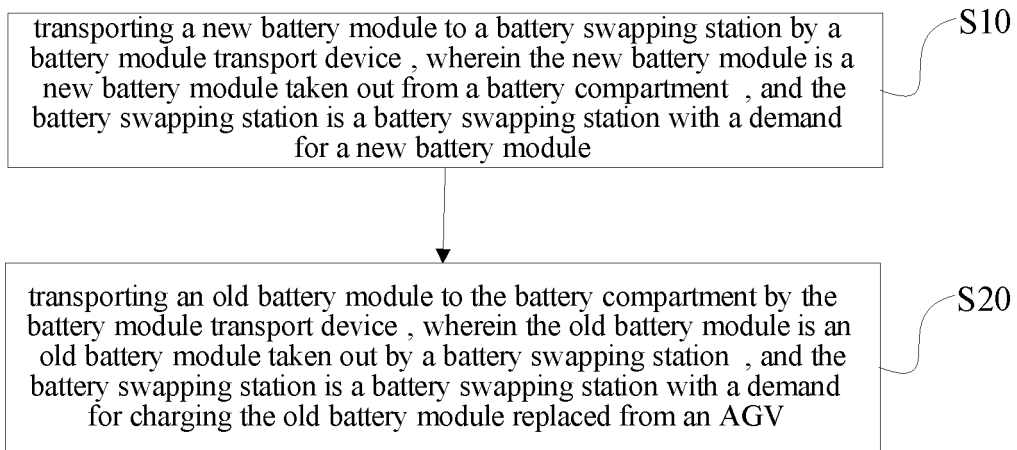 transporting a new battery module to a battery swapping station by a
battery module transport device , wherein the new battery module is a
new battery module taken out from a battery compartment , and the
battery swapping station is a battery swapping station with a demand
for a new battery module
S10
transporting an old battery module to the battery compartment by the
battery module transport device , wherein the old battery module is an
old battery module taken out by a battery swapping station , and the
battery swapping station is a battery swapping station with a demand
for charging the old battery module replaced from an AGV
S20